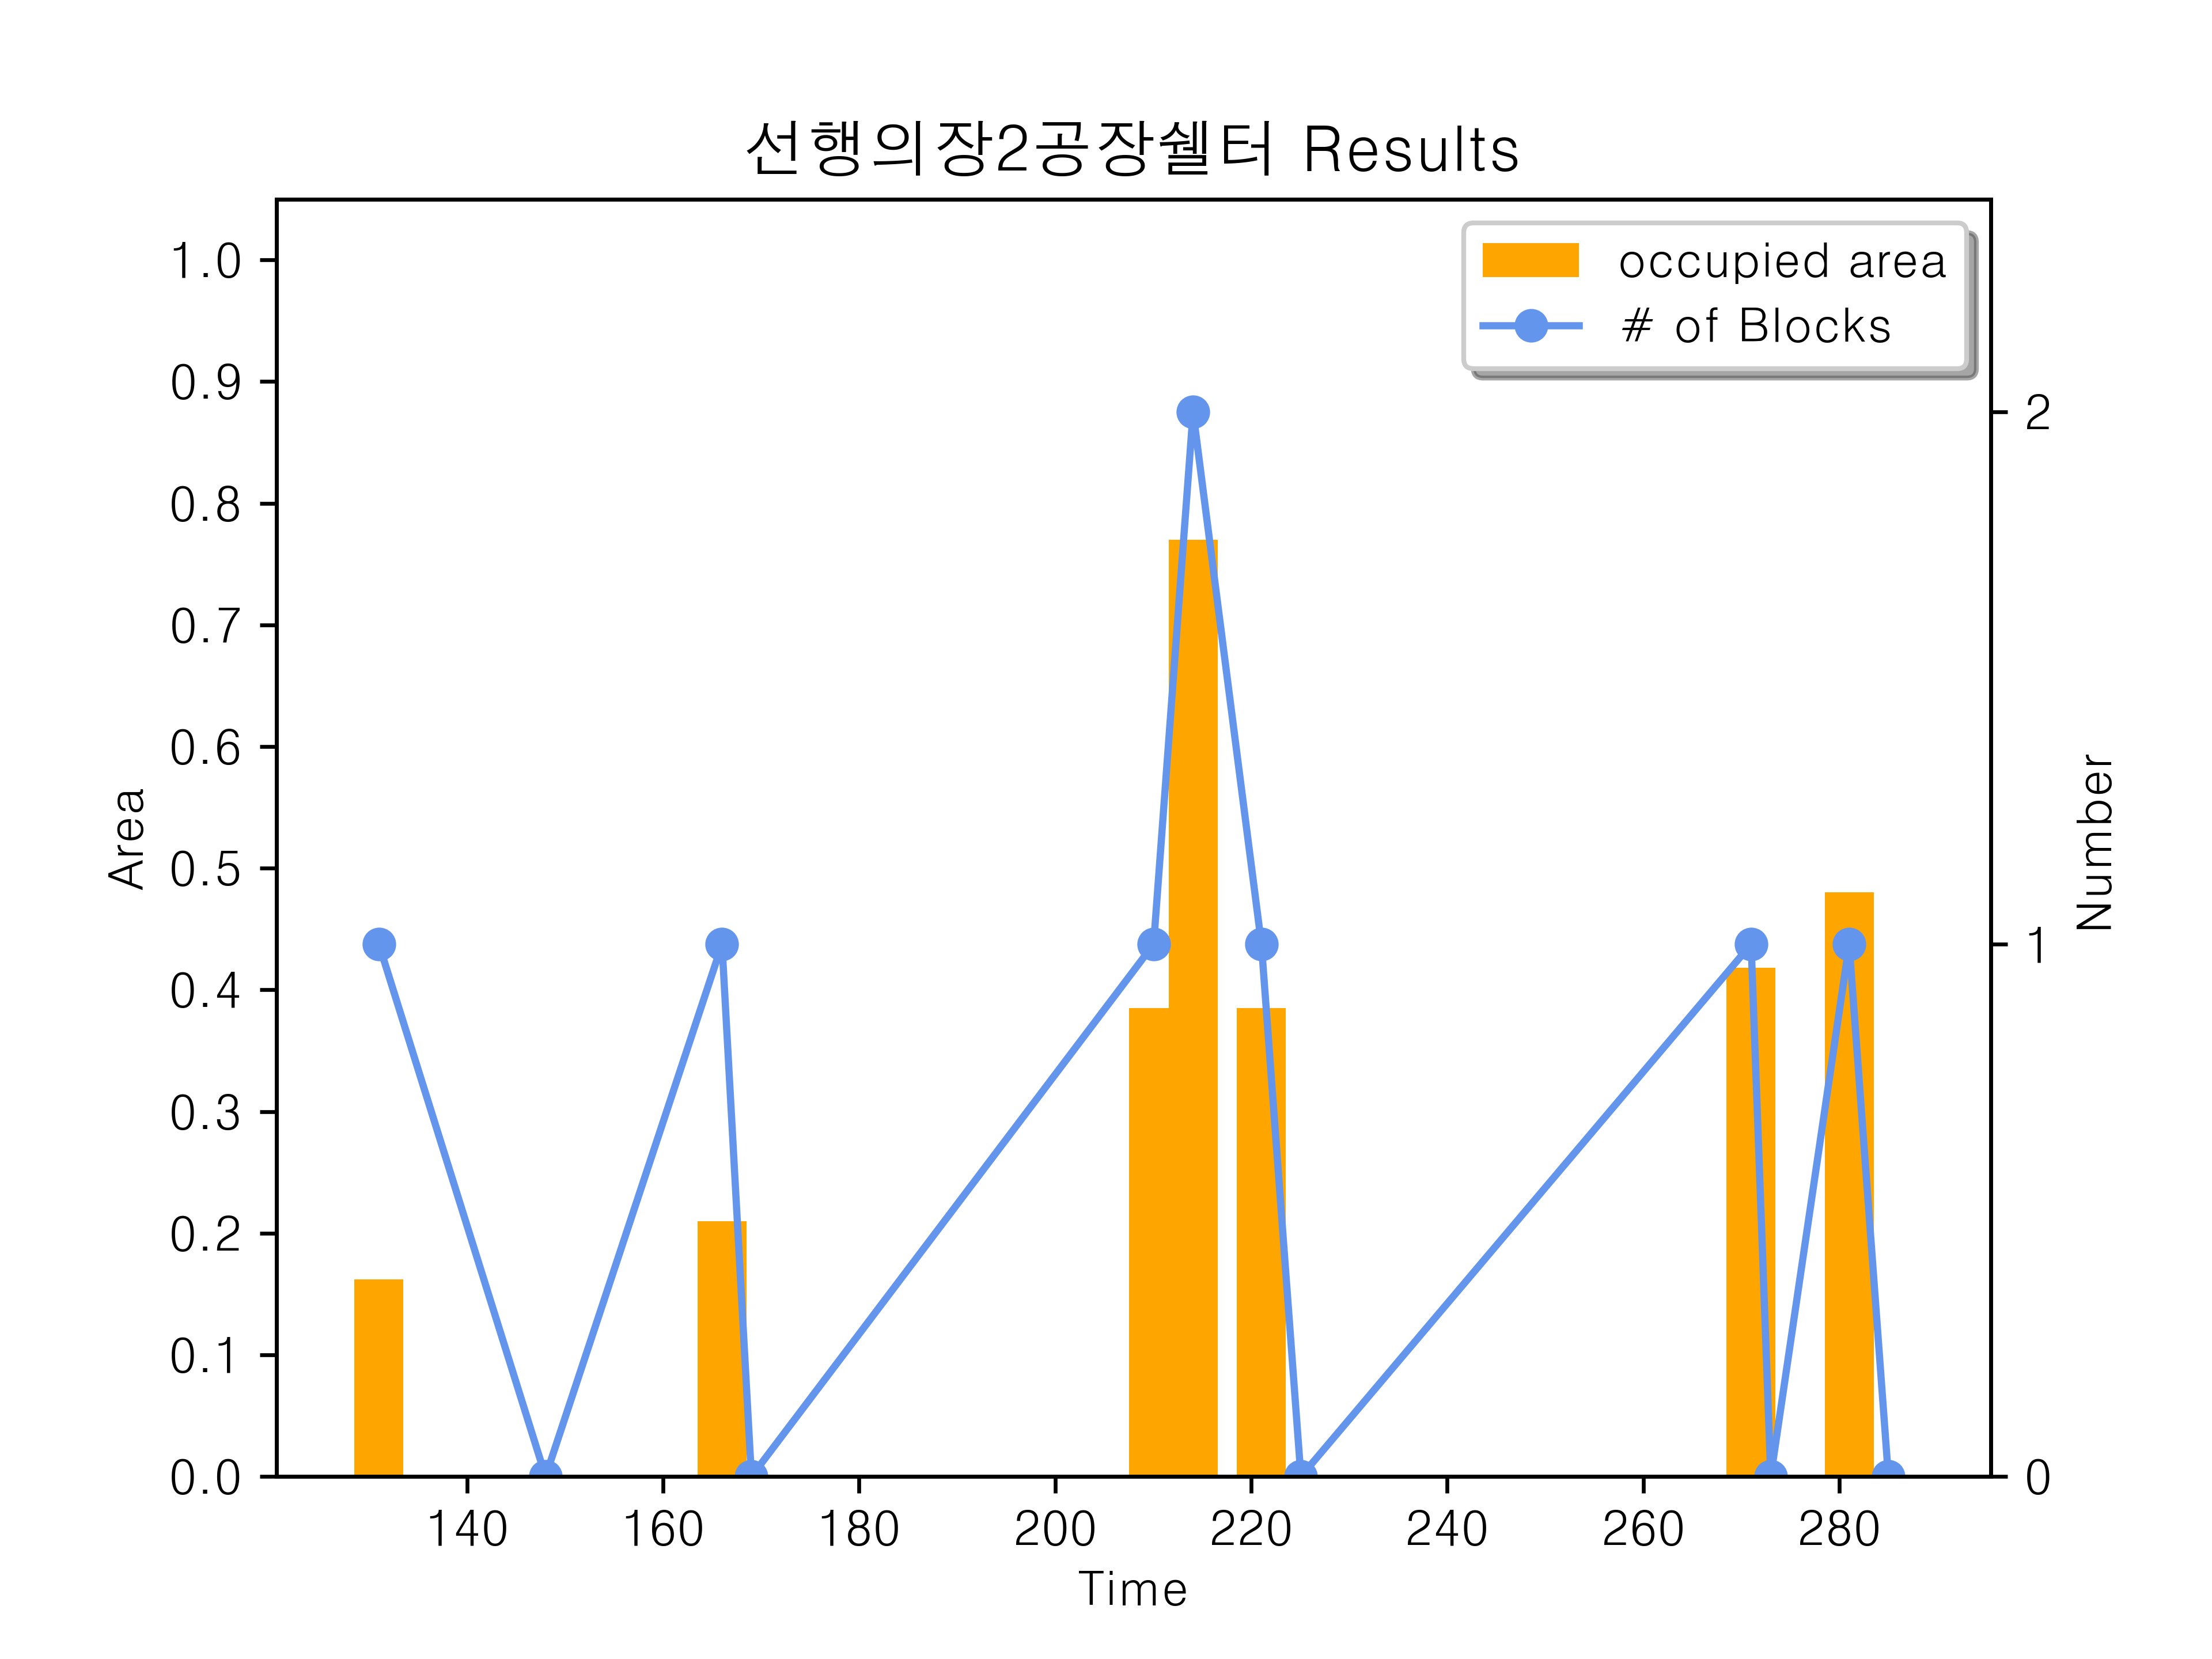 선행의장2공장쉘터 Results
occupied area
# of Blocks
1.0
0.9
0.8
0.7
0.6
0.5
0.4
0.3
0.2
0.1
0.0
Area
2
1
0
Number
140 160 180 200 220 240 260 280
Time